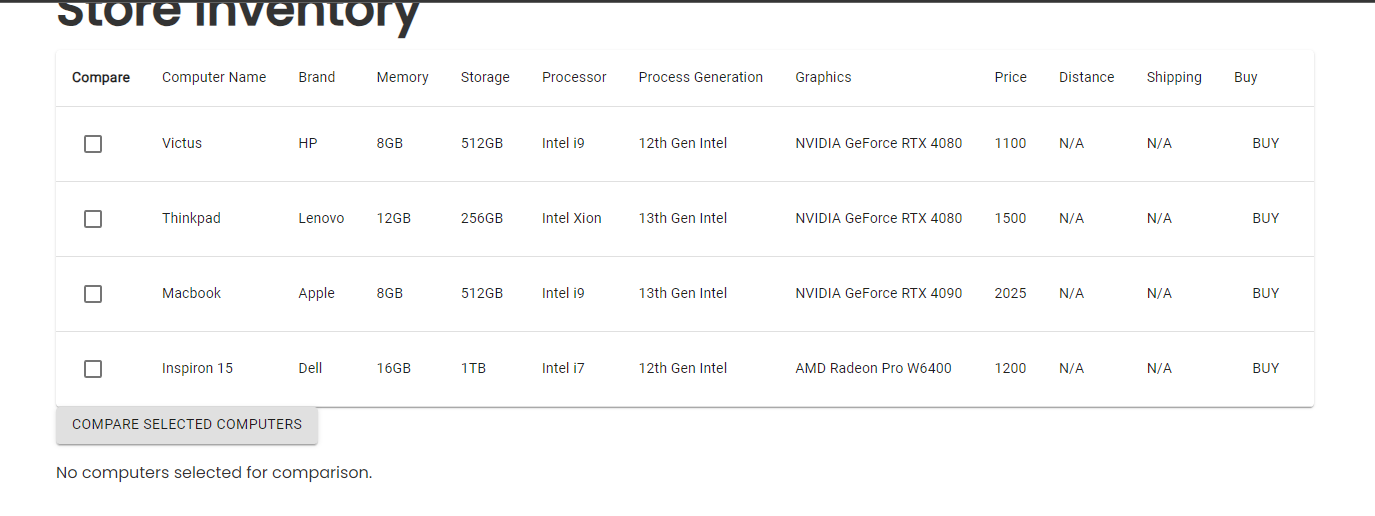 Store Inventory
Compare Computer Name Brand Memory Storage Processor Process Generation Graphics Price Distance Shipping Buy
Victus HP 8GB 512GB Intel i9 12th Gen Intel NVIDIA GeForce RTX 4080 1100 N/A N/A BUY
Thinkpad Lenovo 12GB 256GB Intel Xion 13th Gen Intel NVIDIA GeForce RTX 4080 1500 N/A N/A BUY
Macbook Apple 8GB 512GB Intel i9 13th Gen Intel NVIDIA GeForce RTX 4090 2025 N/A N/A BUY
Inspiron 15 Dell 16GB 1TB Intel i7 12th Gen Intel AMD Radeon Pro W6400 1200 N/A N/A BUY
COMPARE SELECTED COMPUTERS
No computers selected for comparison.